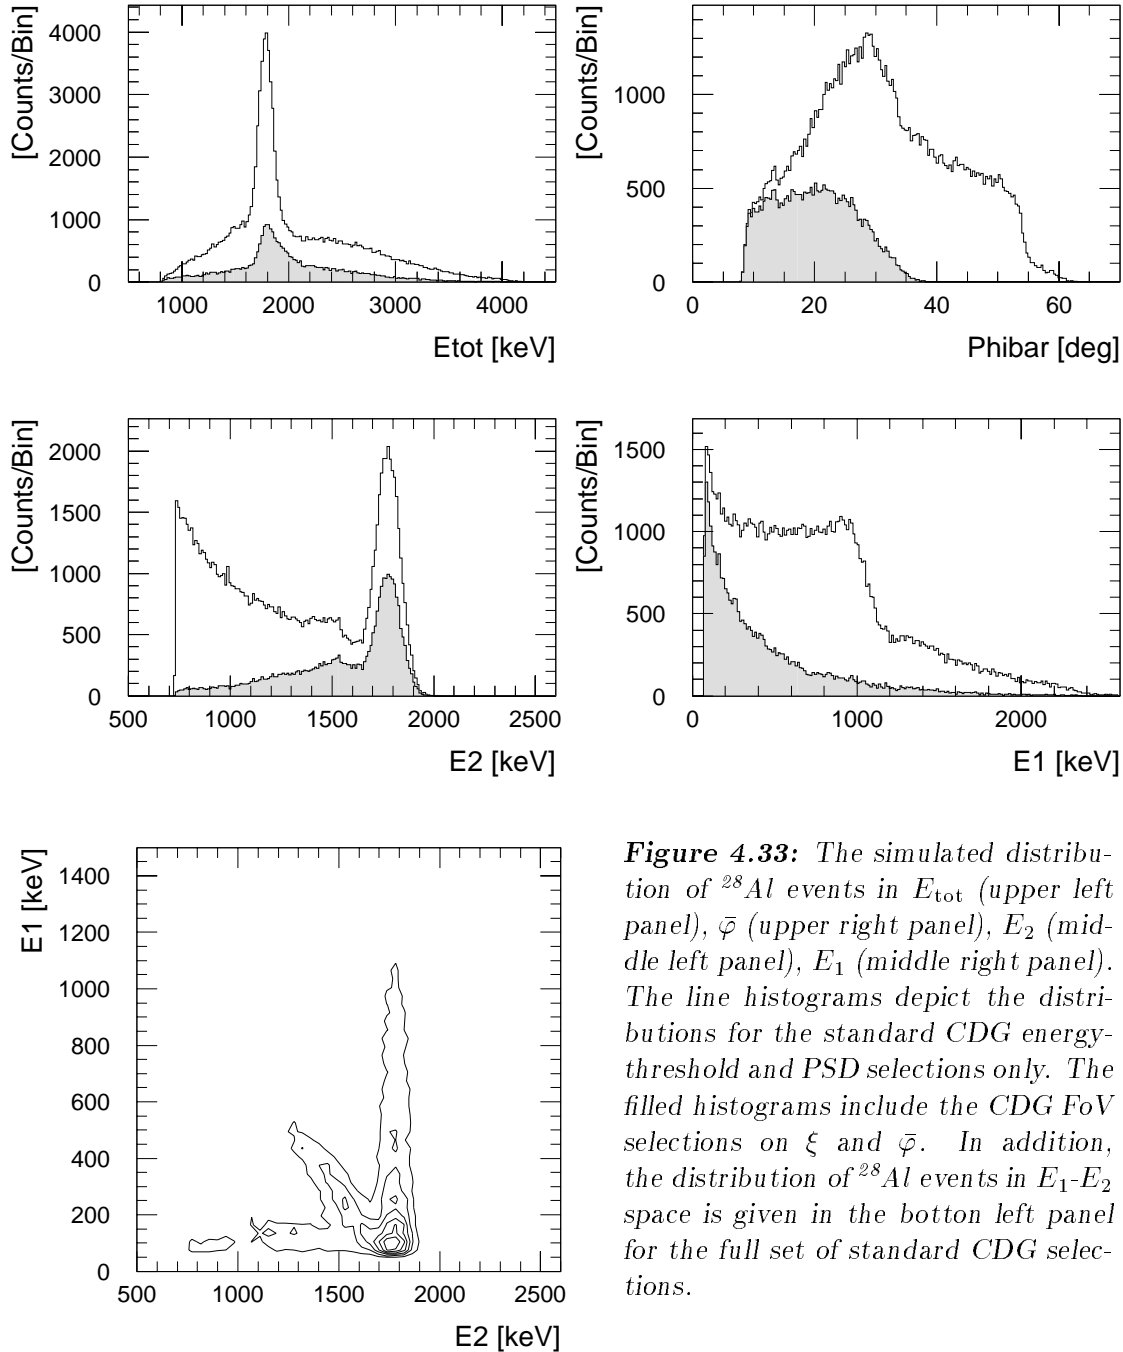 [Counts/Bin]
4000
3000
2000
1000
0
1000 2000 3000 4000
Etot [keV]
[Counts/Bin]
1000
500
0
0 20 40 60
Phibar [deg]
[Counts/Bin]
2000
1500
1000
500
0
500 1000 1500 2000 2500
E2 [keV]
[Counts/Bin]
1500
1000
500
0
0 1000 2000
E1 [keV]
E1 [keV]
1400
1200
1000
800
600
400
200
0
500 1000 1500 2000 2500
E2 [keV]
Figure 4.33: The simulated distribu-
tion of ²⁸Al events in E_tot (upper left
panel), φ̄ (upper right panel), E₂ (mid-
dle left panel), E₁ (middle right panel).
The line histograms depict the distri-
butions for the standard CDG energy-
threshold and PSD selections only. The
filled histograms include the CDG FoV
selections on ξ and φ̄. In addition,
the distribution of ²⁸Al events in E₁-E₂
space is given in the botton left panel
for the full set of standard CDG selec-
tions.